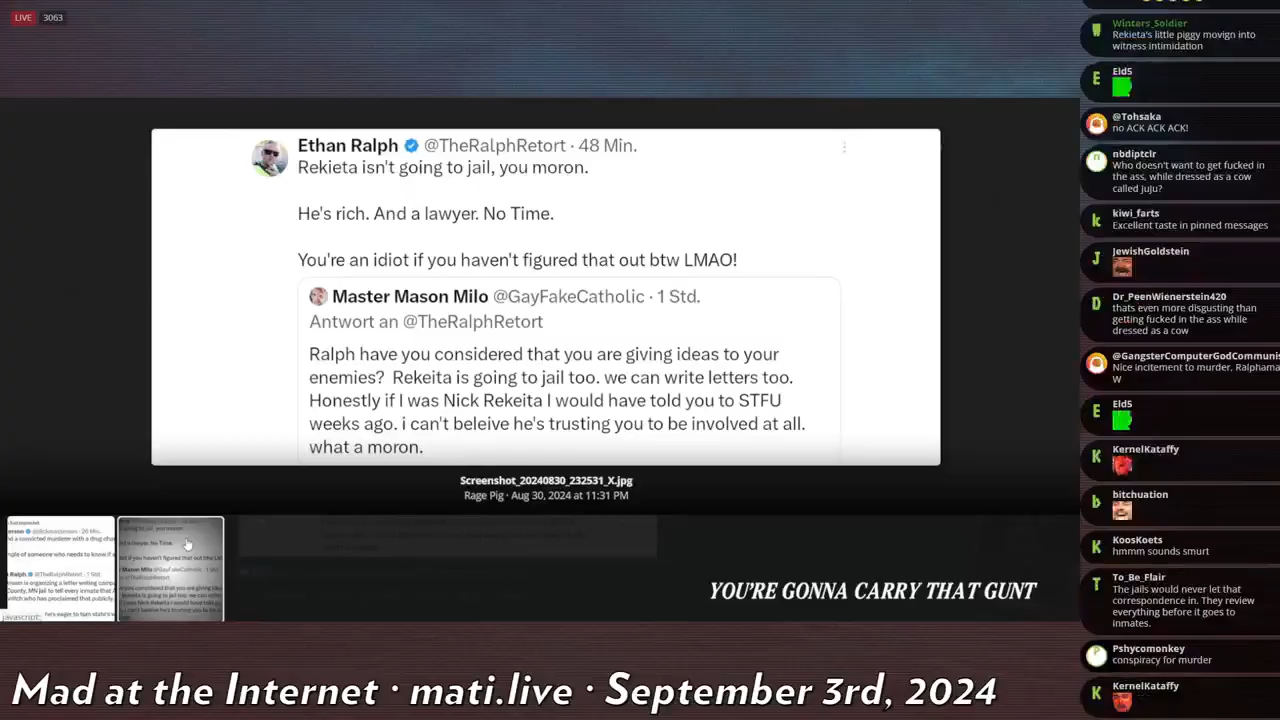 LIVE 3063
Ethan Ralph @TheRalphRetort · 48 Min.
Rekieta isn't going to jail, you moron.
He's rich. And a lawyer. No Time.
You're an idiot if you haven't figured that out btw LMAO!
Master Mason Milo @GayFakeCatholic · 1 Std.
Antwort an @TheRalphRetort
Ralph have you considered that you are giving ideas to your
enemies? Rekeita is going to jail too. we can write letters too.
Honestly if I was Nick Rekeita I would have told you to STFU
weeks ago. i can't beleive he's trusting you to be involved at all.
what a moron.
Screenshot_20240830_232531_X.jpg
Rage Pig · Aug 30, 2024 at 11:31 PM
javascript:;
YOU'RE GONNA CARRY THAT GUNT
Mad at the Internet · mati.live · September 3rd, 2024
Winters_Soldier
Rekieta's little piggy movign into
witness intimidation
E
Eld5
@Tohsaka
no ACK ACK ACK!
n
nbdiptclr
Who doesn't want to get fucked in
the ass, while dressed as a cow
called juju?
k
kiwi_farts
Excellent taste in pinned messages
J
JewishGoldstein
D
Dr_PeenWienerstein420
thats even more disgusting than
getting fucked in the ass while
dressed as a cow
@GangsterComputerGodCommunis
Nice incitement to murder, Ralphama
W
E
Eld5
K
KernelKataffy
b
bitchuation
K
KoosKoets
hmmm sounds smurt
T
To_Be_Flair
The jails would never let that
correspondence in. They review
everything before it goes to
inmates.
P
Pshycomonkey
conspiracy for murder
K
KernelKataffy